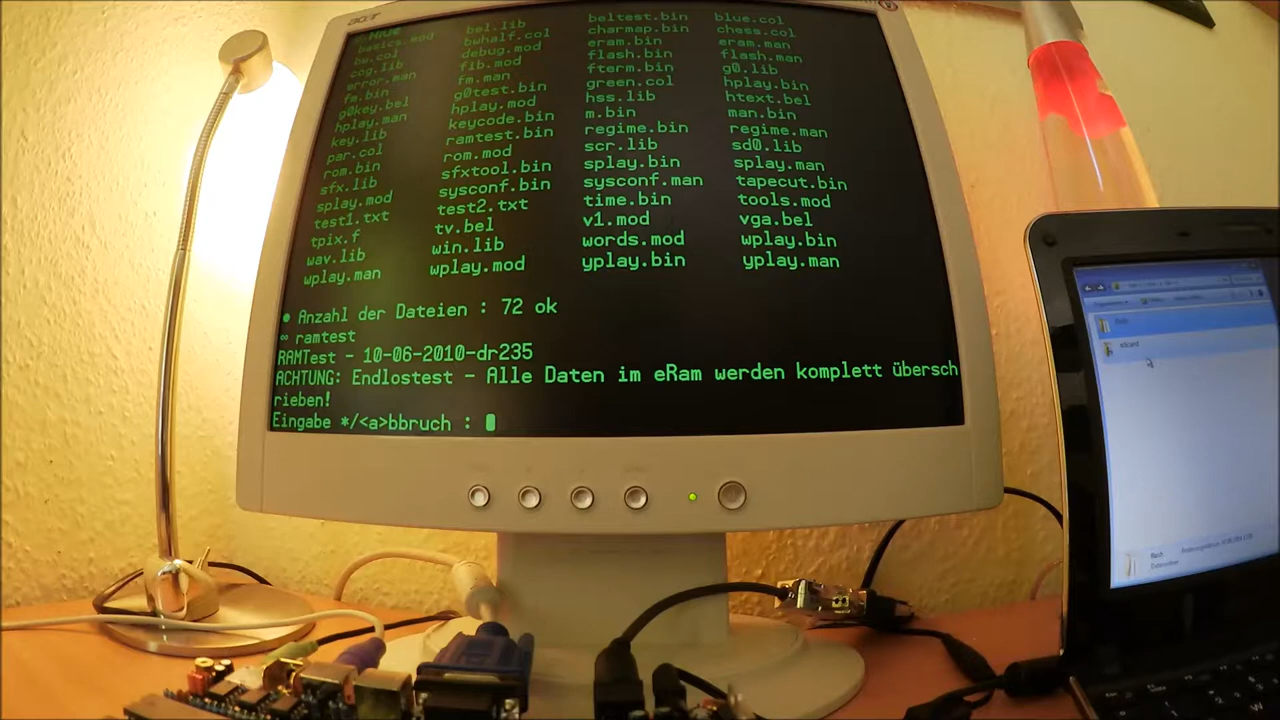 acer
bel.lib beltest.bin blue.col
basics.mod bwhalf.col charmap.bin chess.col
bw.col debug.mod eram.bin eram.man
cog.lib fib.mod flash.bin flash.man
error.man fm.man fterm.bin g0.lib
fm.bin g0test.bin green.col hplay.bin
g0key.bel hplay.mod hss.lib htext.bel
hplay.man keycode.bin m.bin man.bin
key.lib ramtest.bin regime.bin regime.man
par.col rom.mod scr.lib sd0.lib
rom.bin sfxtool.bin splay.bin splay.man
sfx.lib sysconf.bin sysconf.man tapecut.bin
splay.mod test2.txt time.bin tools.mod
test1.txt tv.bel v1.mod vga.bel
tpix.f win.lib words.mod wplay.bin
wav.lib wplay.mod yplay.bin yplay.man
wplay.man
• Anzahl der Dateien : 72 ok
∞ ramtest
RAMTest - 10-06-2010-dr235
ACHTUNG: Endlostest - Alle Daten im eRam werden komplett übersch
rieben!
Eingabe */<a>bbruch :
sdcard
flash